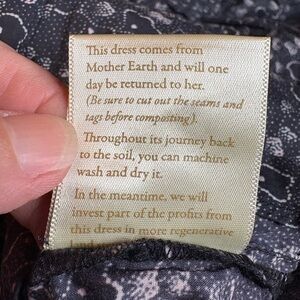 This dress comes from
Mother Earth and will one
day be returned to her.
(Be sure to cut out the seams and
tags before composting).
Throughout its journey back
to the soil, you can machine
wash and dry it.
In the meantime, we will
invest part of the profits from
this dress in more regenerative